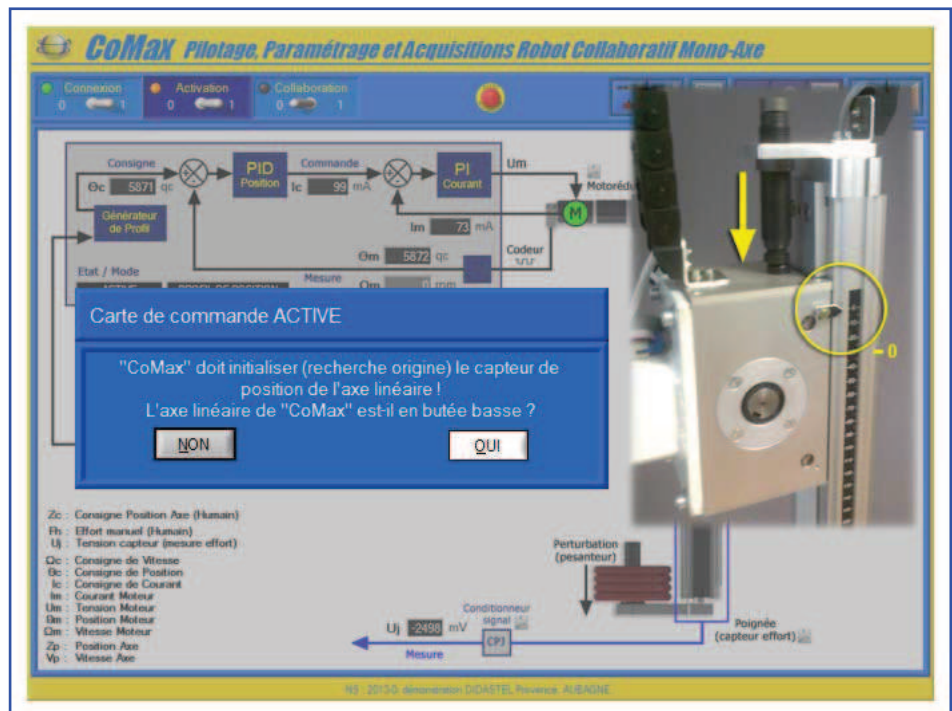 CoMax Pilotage, Paramétrage et Acquisitions Robot Collaboratif Mono-Axe
Connexion
0 1
Activation
0 1
Collaboration
0 1
Consigne
Θc 5871 qc
PID
Position
Commande
Ic 99 mA
PI
Courant
Um
Motorédu
M
Générateur
de Profil
Im 73 mA
Θm 5872 qc
Codeur
Etat / Mode
Mesure
mm
Carte de commande ACTIVE
"CoMax" doit initialiser (recherche origine) le capteur de
position de l'axe linéaire !
L'axe linéaire de "CoMax" est-il en butée basse ?
NON
OUI
0
Zc : Consigne Position Axe (Humain)
Fh : Effort manuel (Humain)
Uj : Tension capteur (mesure effort)
Ωc : Consigne de Vitesse
Θc : Consigne de Position
Ic : Consigne de Courant
Im : Courant Moteur
Um : Tension Moteur
Θm : Position Moteur
Ωm : Vitesse Moteur
Zp : Position Axe
Vp : Vitesse Axe
Perturbation
(pesanteur)
Uj -2498 mV
Mesure
Conditionneur
signal
CPJ
Poignée
(capteur effort)
démonstration DIDASTEL Provence. AUBAGNE